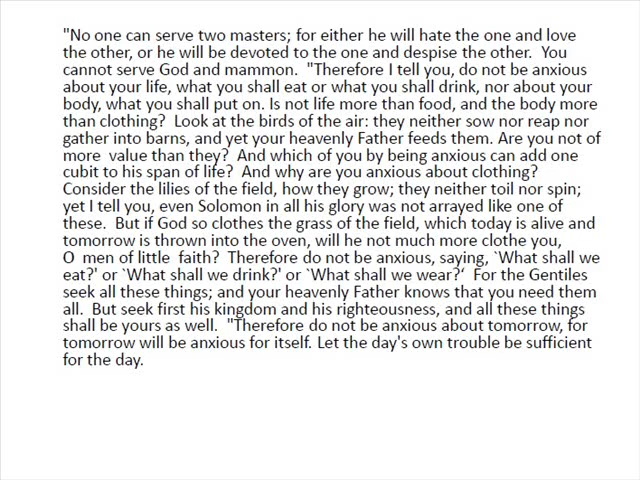 "No one can serve two masters; for either he will hate the one and love
the other, or he will be devoted to the one and despise the other.  You
cannot serve God and mammon.  "Therefore I tell you, do not be anxious
about your life, what you shall eat or what you shall drink, nor about your
body, what you shall put on. Is not life more than food, and the body more
than clothing?  Look at the birds of the air: they neither sow nor reap nor
gather into barns, and yet your heavenly Father feeds them. Are you not of
more  value than they?  And which of you by being anxious can add one
cubit to his span of life?  And why are you anxious about clothing?
Consider the lilies of the field, how they grow; they neither toil nor spin;
yet I tell you, even Solomon in all his glory was not arrayed like one of
these.  But if God so clothes the grass of the field, which today is alive and
tomorrow is thrown into the oven, will he not much more clothe you,
O  men of little  faith?  Therefore do not be anxious, saying, `What shall we
eat?' or `What shall we drink?' or `What shall we wear?‘  For the Gentiles
seek all these things; and your heavenly Father knows that you need them
all.  But seek first his kingdom and his righteousness, and all these things
shall be yours as well.  "Therefore do not be anxious about tomorrow, for
tomorrow will be anxious for itself. Let the day's own trouble be sufficient
for the day.